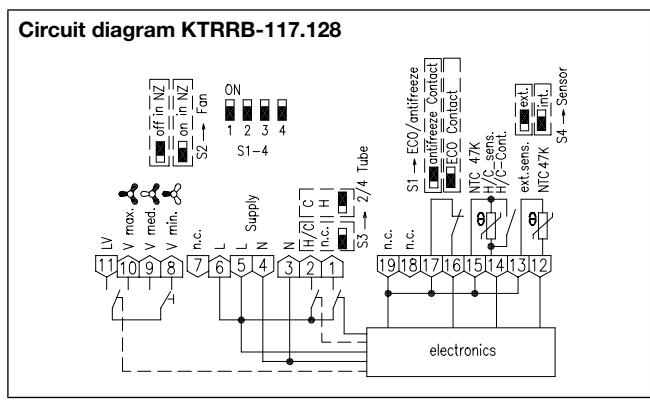 Circuit diagram KTRRB-117.128
off in NZ
on in NZ
S2 → Fan
ON
1 2 3 4
S1-4
S1 → ECO/antifreeze
antifreeze Contact
ECO Contact
ext.
int.
S4 → Sensor
C H
H/C n.c.
S3 → 2/4 Tube
LV
V max.
V med.
V min.
n.c.
L
L
Supply
N
N
n.c.
n.c.
NTC 47K
H/C-sens.
H/C-Cont.
ext.sens.
NTC 47K
ϑ
ϑ
11 10 9 8 7 6 5 4 3 2 1 19 18 17 16 15 14 13 12
electronics